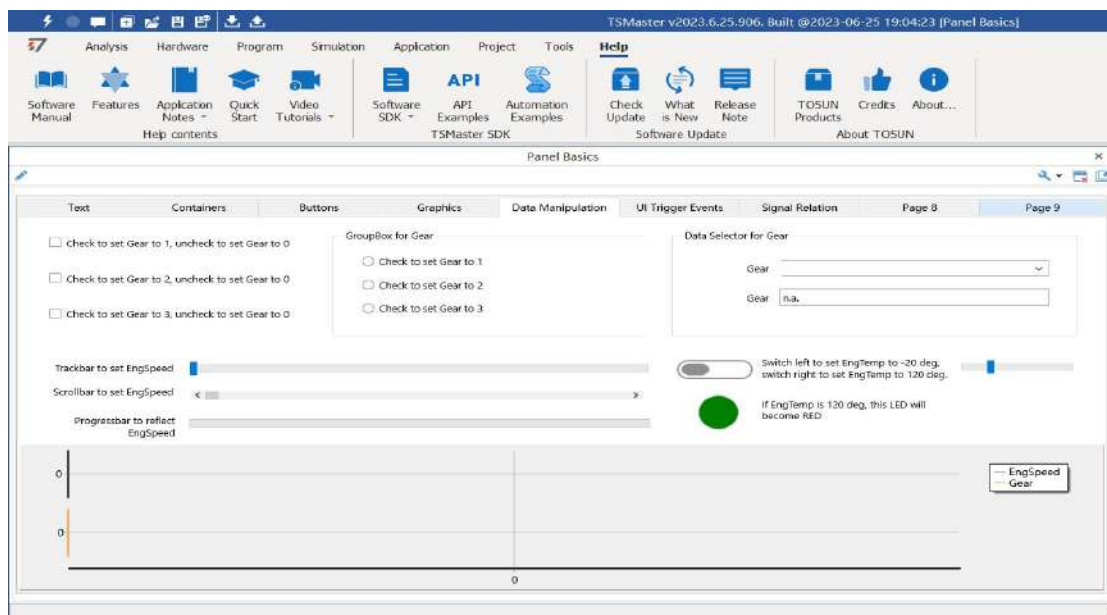 TSMaster v2023.6.25.906. Built @2023-06-25 19:04:23 [Panel Basics]
Analysis Hardware Program Simulation Application Project Tools Help
Software Manual
Features
Application Notes
Quick Start
Video Tutorials
Help contents
Software SDK
API
API Examples
Automation Examples
TSMaster SDK
Check Update
What is New
Release Note
Software Update
TOSUN Products
Credits
About...
About TOSUN
Panel Basics
Text Containers Buttons Graphics Data Manipulation UI Trigger Events Signal Relation Page 8 Page 9
Check to set Gear to 1, uncheck to set Gear to 0
Check to set Gear to 2, uncheck to set Gear to 0
Check to set Gear to 3, uncheck to set Gear to 0
GroupBox for Gear
Check to set Gear to 1
Check to set Gear to 2
Check to set Gear to 3
Data Selector for Gear
Gear
Gear n.a.
Trackbar to set EngSpeed
Scrollbar to set EngSpeed
Progressbar to reflect
EngSpeed
Switch left to set EngTemp to -20 deg,
switch right to set EngTemp to 120 deg.
If EngTemp is 120 deg, this LED will
become RED
0
0
0
EngSpeed
Gear